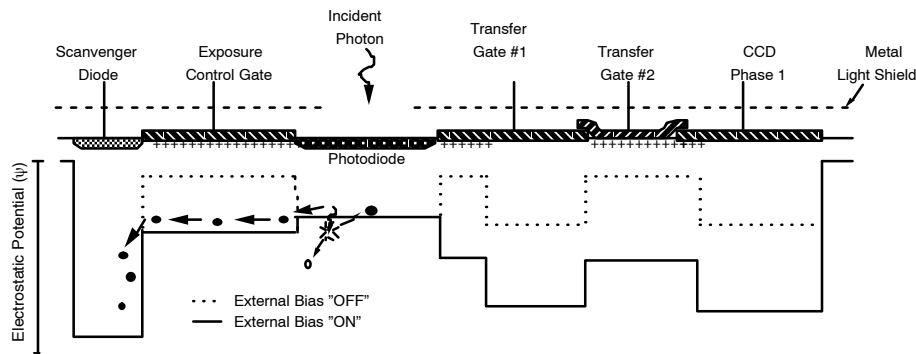 Scanvenger
Diode
Exposure
Control Gate
Incident
Photon
Transfer
Gate #1
Transfer
Gate #2
CCD
Phase 1
Metal
Light Shield
Photodiode
Electrostatic Potential (ψ)
External Bias "OFF"
External Bias "ON"